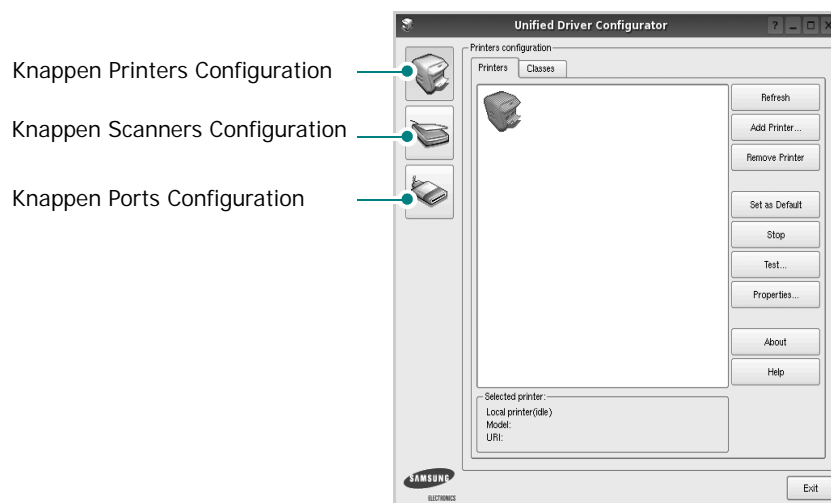 Unified Driver Configurator
?
Knappen Printers Configuration
Knappen Scanners Configuration
Knappen Ports Configuration
Printers configuration
Printers
Classes
Refresh
Add Printer...
Remove Printer
Set as Default
Stop
Test...
Properties...
About
Help
Selected printer:
Local printer(idle)
Model:
URI:
SAMSUNG
ELECTRONICS
Exit